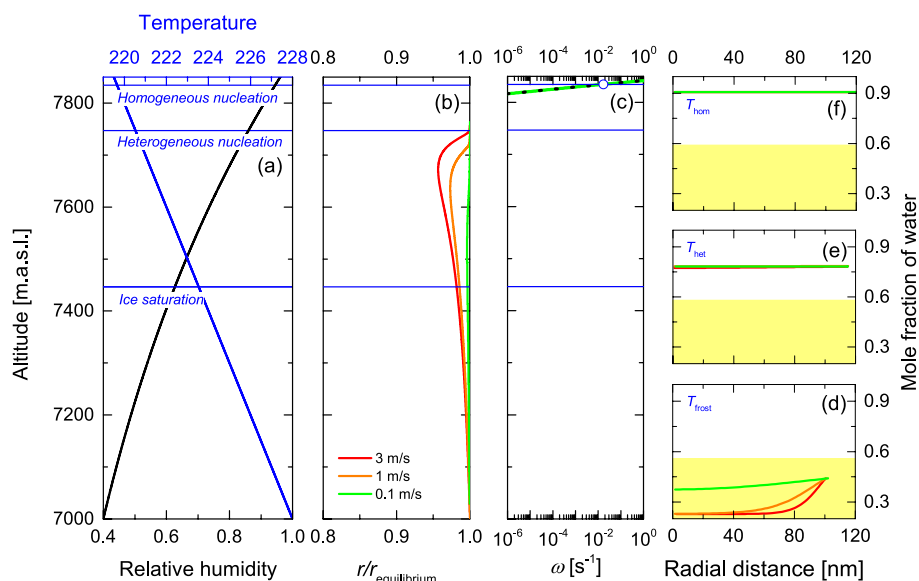 Temperature
220 222 224 226 228
0.8 0.9 1.0
10⁻⁶ 10⁻⁴ 10⁻² 10⁰
0 40 80 120
7800
7600
7400
7200
7000
Altitude [m.a.s.l.]
Homogeneous nucleation
Heterogeneous nucleation
(a)
Ice saturation
0.4 0.6 0.8 1.0
Relative humidity
(b)
3 m/s
1 m/s
0.1 m/s
0.8 0.9 1.0
r/r_equilibrium
(c)
10⁻⁶ 10⁻⁴ 10⁻² 10⁰
ω [s⁻¹]
(f)
T_hom
0.9
0.6
0.3
(e)
T_het
0.9
0.6
0.3
(d)
T_frost
0.9
0.6
0.3
Mole fraction of water
0 40 80 120
Radial distance [nm]